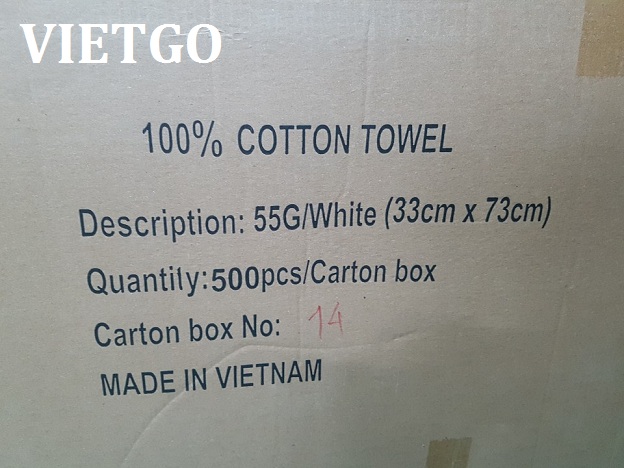 VIETGO
100% COTTON TOWEL
Description: 55G/White (33cm x 73cm)
Quantily:500pcs/Carton box
Carton box No: 14
MADE IN VIETNAM